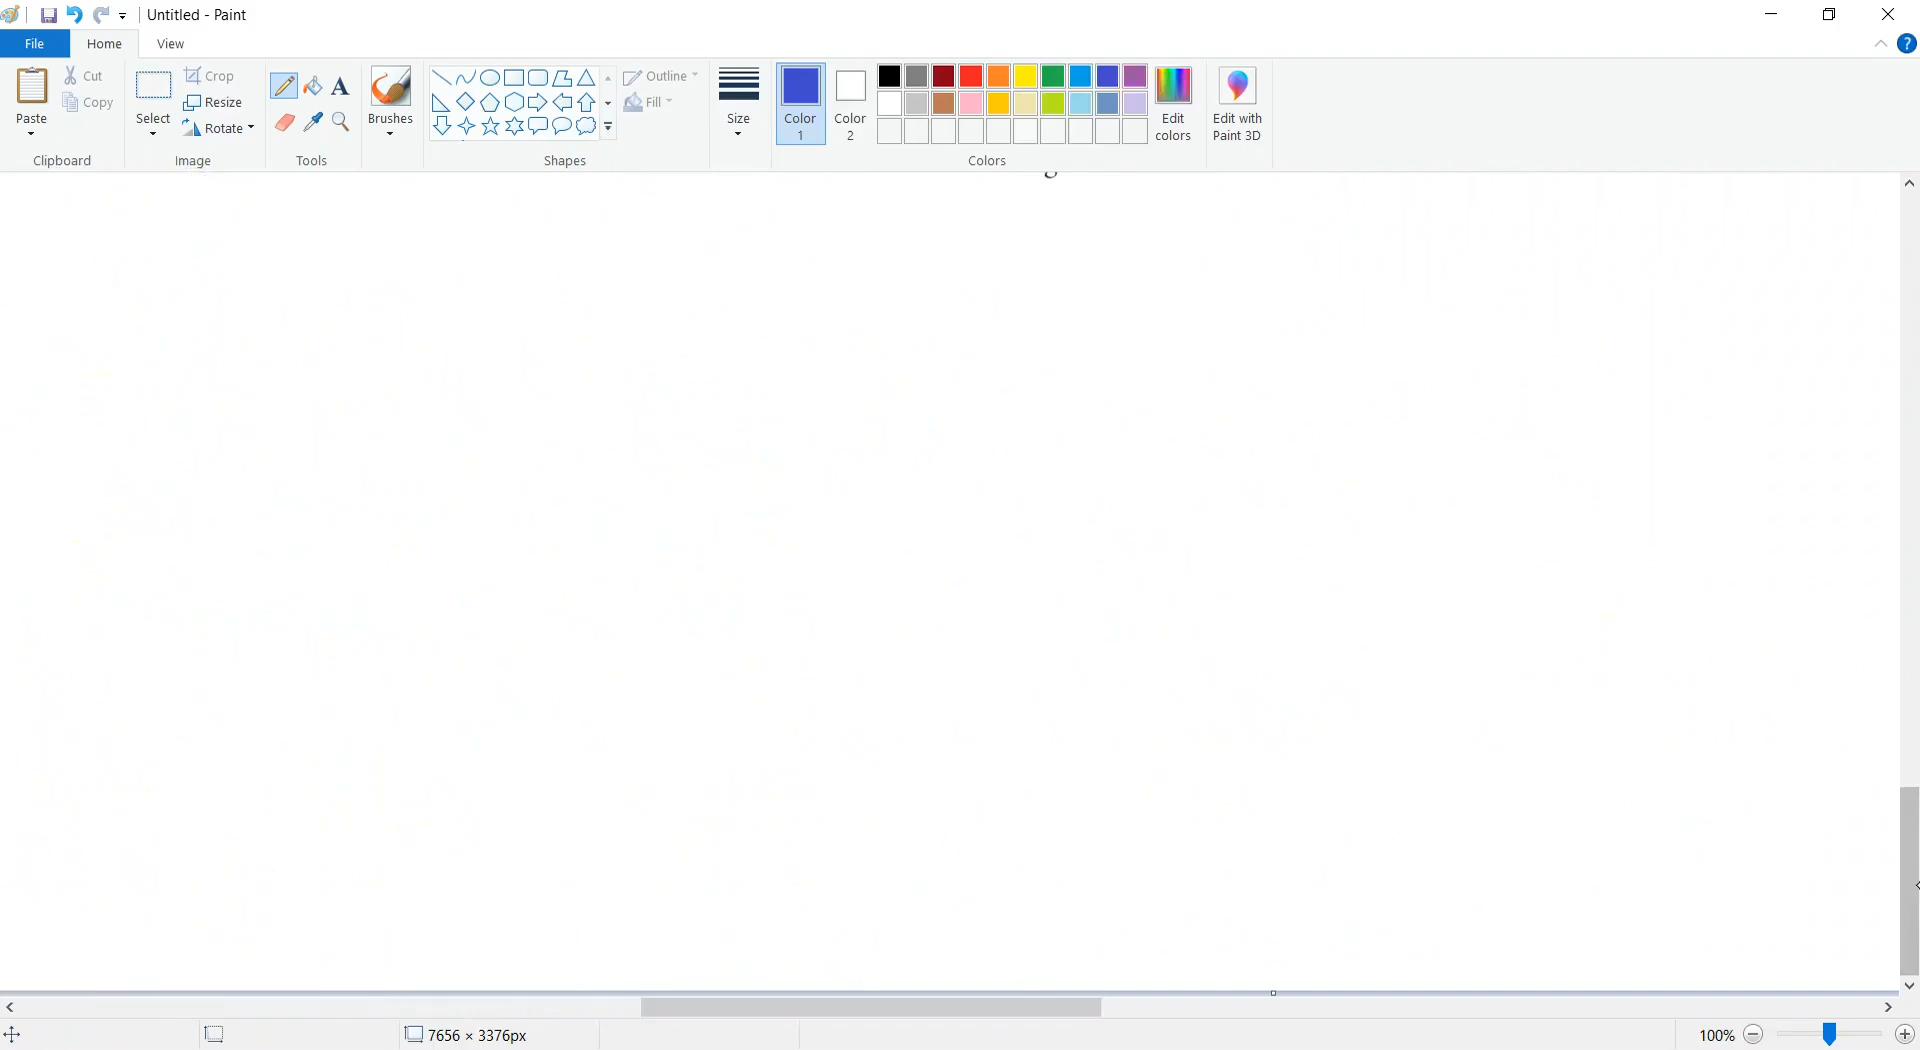 Untitled - Paint
File Home View
Paste Cut Copy Clipboard
Select Crop Resize Rotate Image
Tools
Brushes
Outline Fill Shapes
Size
Color 1 Color 2 Edit colors Colors
Edit with Paint 3D
7656 × 3376px
100%